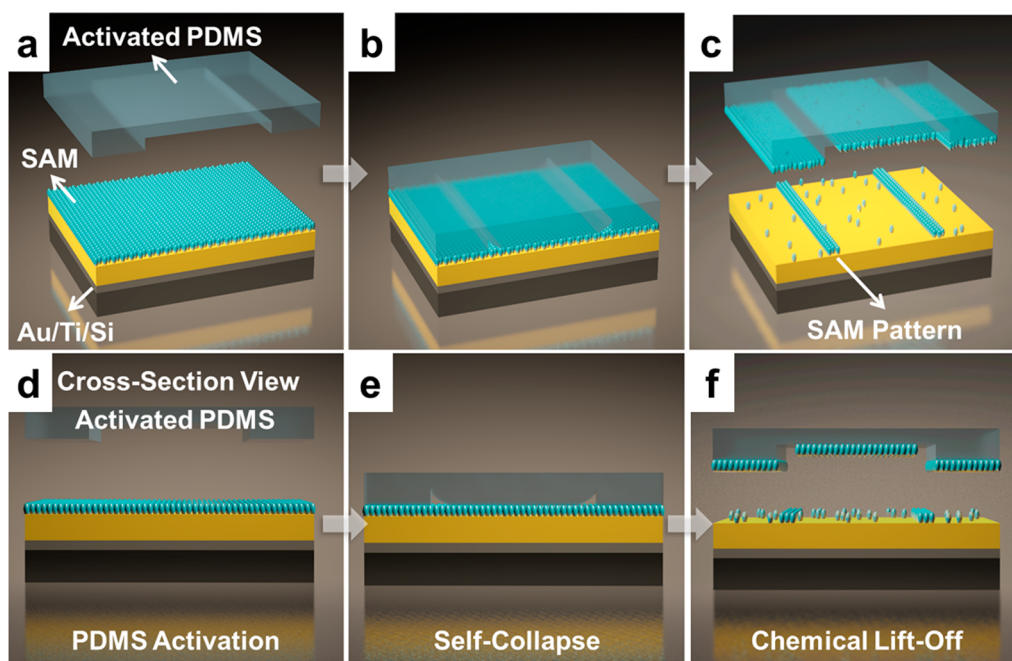 a
Activated PDMS
SAM
Au/Ti/Si
b
c
SAM Pattern
d
Cross-Section View
Activated PDMS
PDMS Activation
e
Self-Collapse
f
Chemical Lift-Off